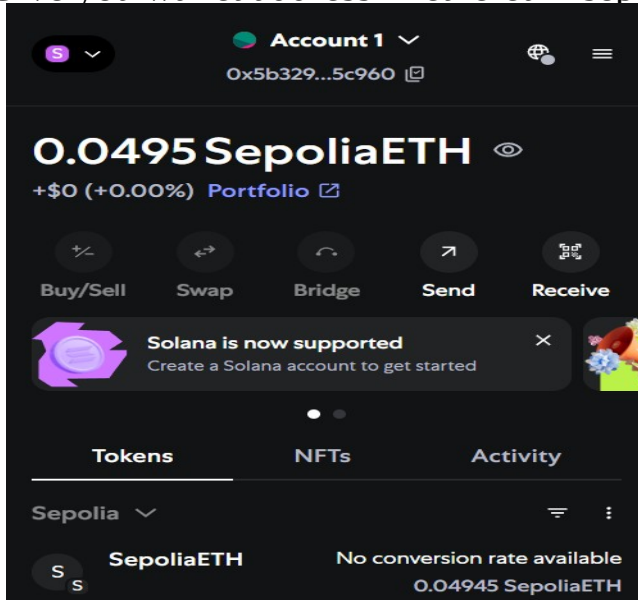 S
Account 1
0x5b329...5c960
0.0495 SepoliaETH
+$0 (+0.00%) Portfolio
Buy/Sell Swap Bridge Send Receive
Solana is now supported
Create a Solana account to get started
Tokens NFTs Activity
Sepolia
SepoliaETH No conversion rate available
S S 0.04945 SepoliaETH